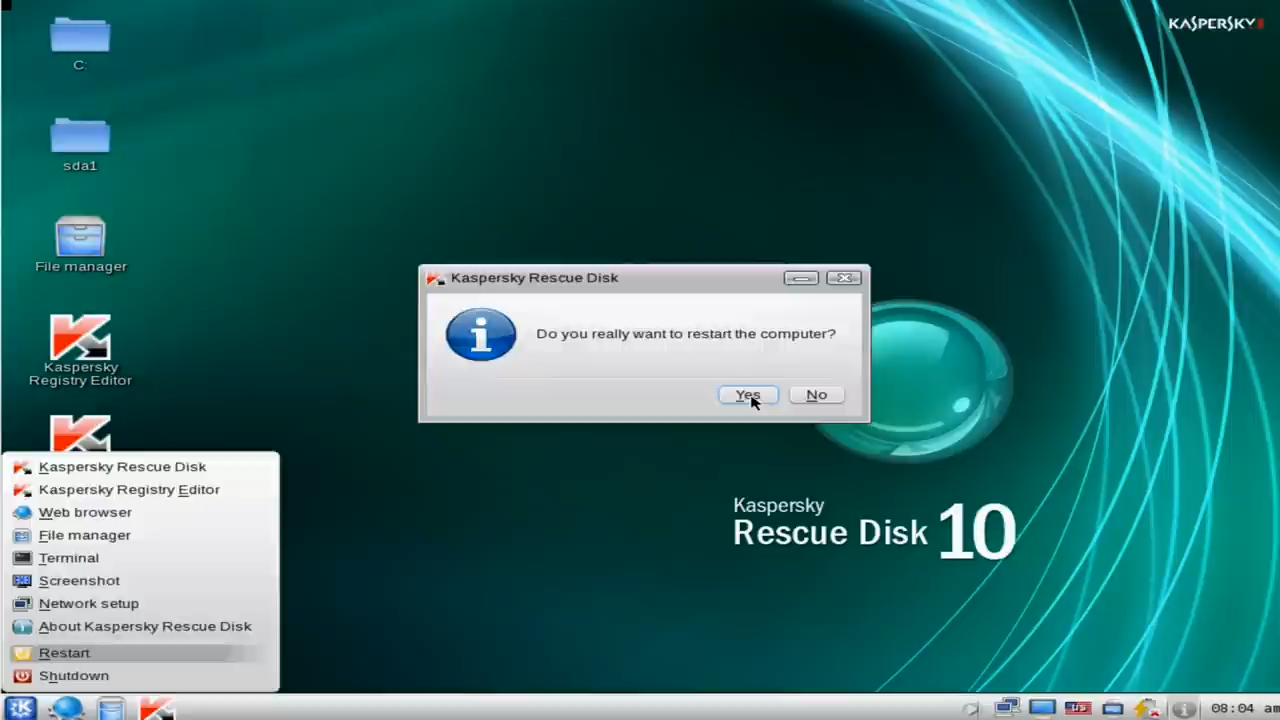 KASPERSKY
C:
sda1
File manager
Kaspersky
Registry Editor
Kaspersky Rescue Disk
Do you really want to restart the computer?
Yes
No
Kaspersky
Rescue Disk 10
Kaspersky Rescue Disk
Kaspersky Registry Editor
Web browser
File manager
Terminal
Screenshot
Network setup
About Kaspersky Rescue Disk
Restart
Shutdown
US
08:04 am